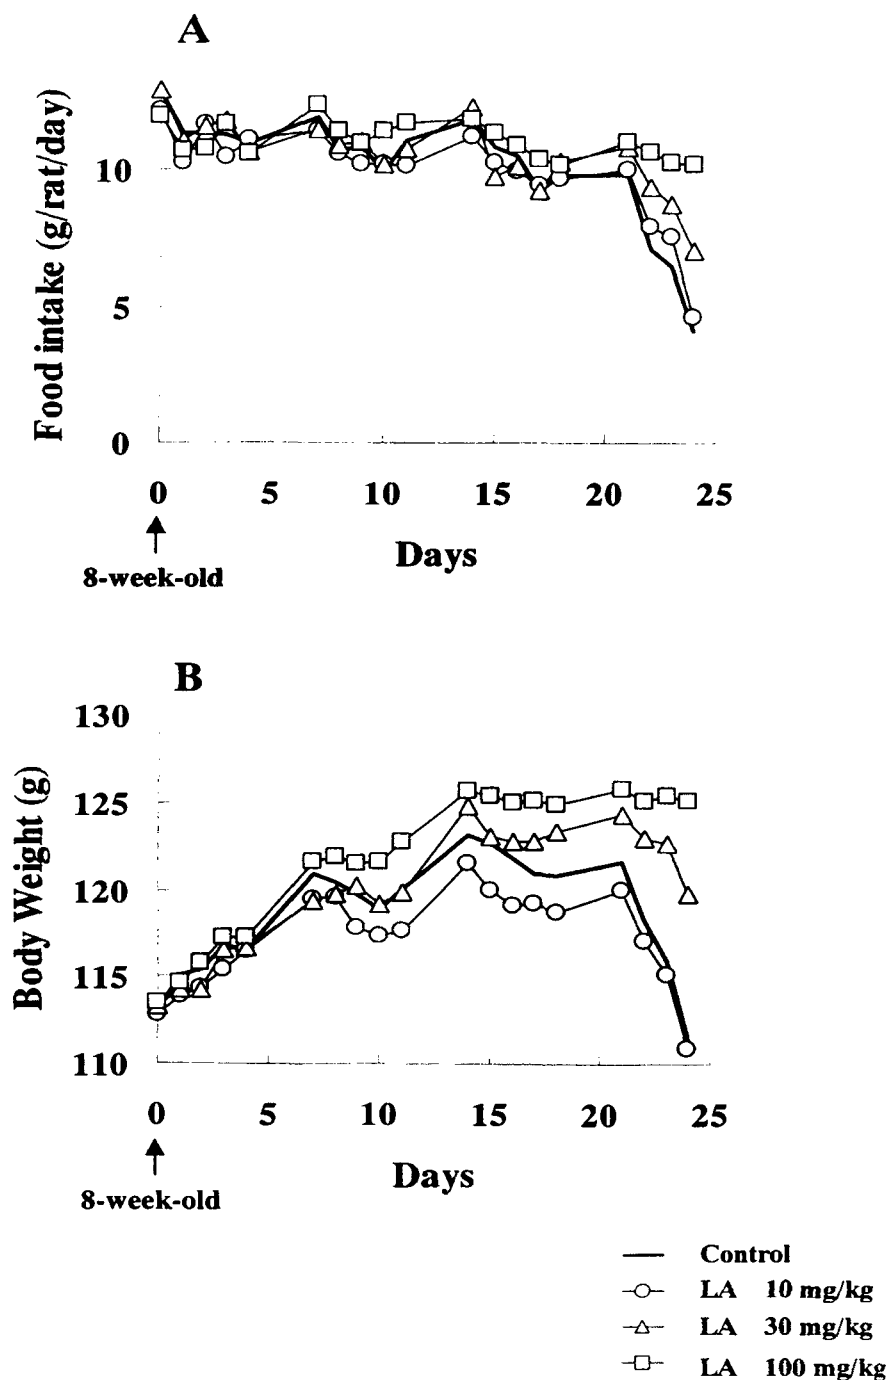 A
Food intake (g/rat/day)
10
5
0
0 5 10 15 20 25
8-week-old
Days
B
Body Weight (g)
130
125
120
115
110
0 5 10 15 20 25
8-week-old
Days
Control
LA 10 mg/kg
LA 30 mg/kg
LA 100 mg/kg